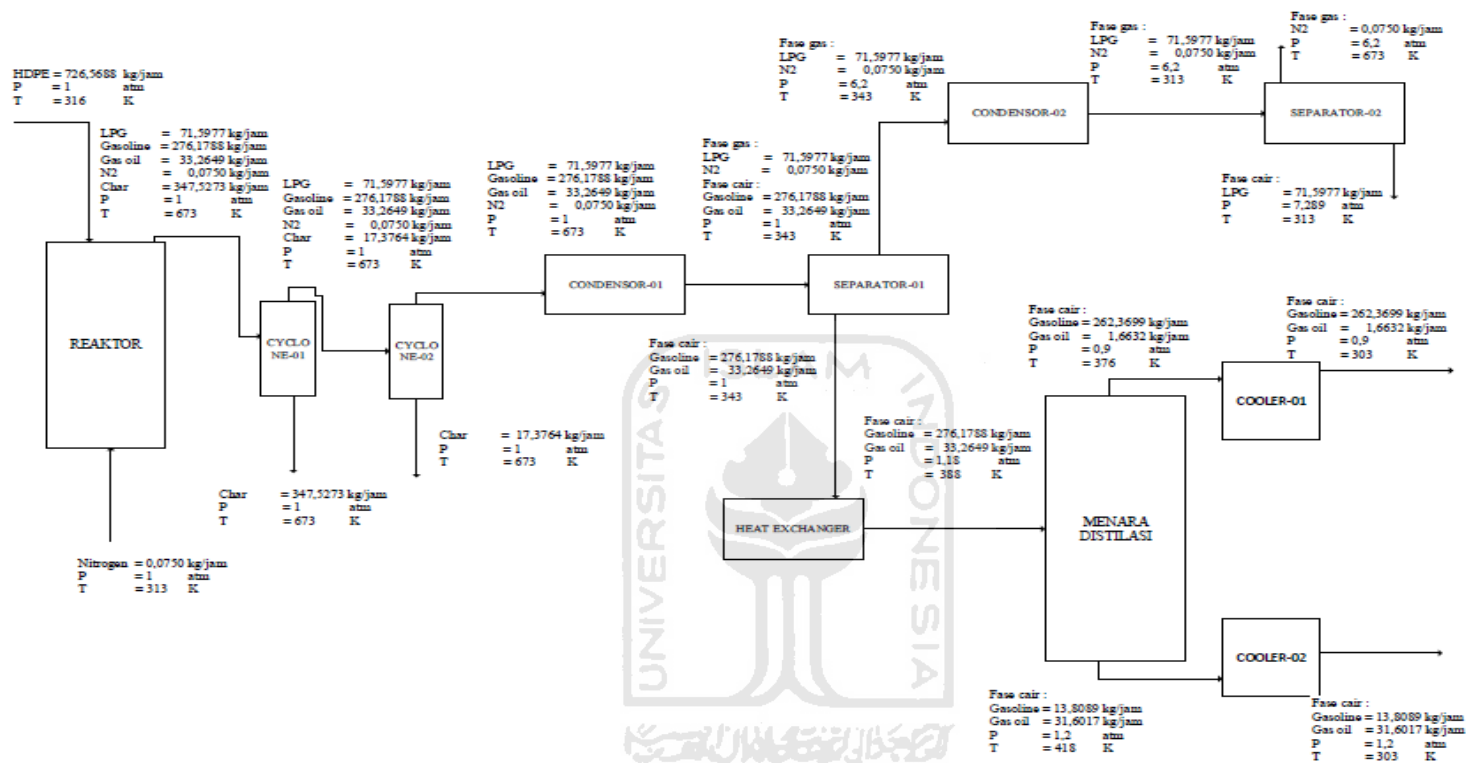 HDPE = 726,5688 kg/jam
P = 1 atm
T = 316 K
LPG = 71,5977 kg/jam
Gasoline = 276,1788 kg/jam
Gas oil = 33,2649 kg/jam
N2 = 0,0750 kg/jam
Char = 347,5273 kg/jam
P = 1 atm
T = 673 K
REAKTOR
Nitrogen = 0,0750 kg/jam
P = 1 atm
T = 313 K
LPG = 71,5977 kg/jam
Gasoline = 276,1788 kg/jam
Gas oil = 33,2649 kg/jam
N2 = 0,0750 kg/jam
Char = 17,3764 kg/jam
P = 1 atm
T = 673 K
CYCLO
NE-01
Char = 347,5273 kg/jam
P = 1 atm
T = 673 K
CYCLO
NE-02
Char = 17,3764 kg/jam
P = 1 atm
T = 673 K
LPG = 71,5977 kg/jam
Gasoline = 276,1788 kg/jam
Gas oil = 33,2649 kg/jam
N2 = 0,0750 kg/jam
P = 1 atm
T = 673 K
CONDENSOR-01
Fase gas :
LPG = 71,5977 kg/jam
N2 = 0,0750 kg/jam
Fase cair :
Gasoline = 276,1788 kg/jam
Gas oil = 33,2649 kg/jam
P = 1 atm
T = 343 K
SEPARATOR-01
Fase gas :
LPG = 71,5977 kg/jam
N2 = 0,0750 kg/jam
P = 6,2 atm
T = 343 K
CONDENSOR-02
Fase gas :
LPG = 71,5977 kg/jam
N2 = 0,0750 kg/jam
P = 6,2 atm
T = 313 K
SEPARATOR-02
Fase gas :
N2 = 0,0750 kg/jam
P = 6,2 atm
T = 673 K
Fase cair :
LPG = 71,5977 kg/jam
P = 7,289 atm
T = 313 K
Fase cair :
Gasoline = 276,1788 kg/jam
Gas oil = 33,2649 kg/jam
P = 1 atm
T = 343 K
HEAT EXCHANGER
Fase cair :
Gasoline = 276,1788 kg/jam
Gas oil = 33,2649 kg/jam
P = 1,18 atm
T = 388 K
MENARA
DISTILASI
Fase cair :
Gasoline = 262,3699 kg/jam
Gas oil = 1,6632 kg/jam
P = 0,9 atm
T = 376 K
COOLER-01
Fase cair :
Gasoline = 262,3699 kg/jam
Gas oil = 1,6632 kg/jam
P = 0,9 atm
T = 303 K
Fase cair :
Gasoline = 13,8089 kg/jam
Gas oil = 31,6017 kg/jam
P = 1,2 atm
T = 418 K
COOLER-02
Fase cair :
Gasoline = 13,8089 kg/jam
Gas oil = 31,6017 kg/jam
P = 1,2 atm
T = 303 K
UNIVERSITAS
ISLAM
INDONESIA